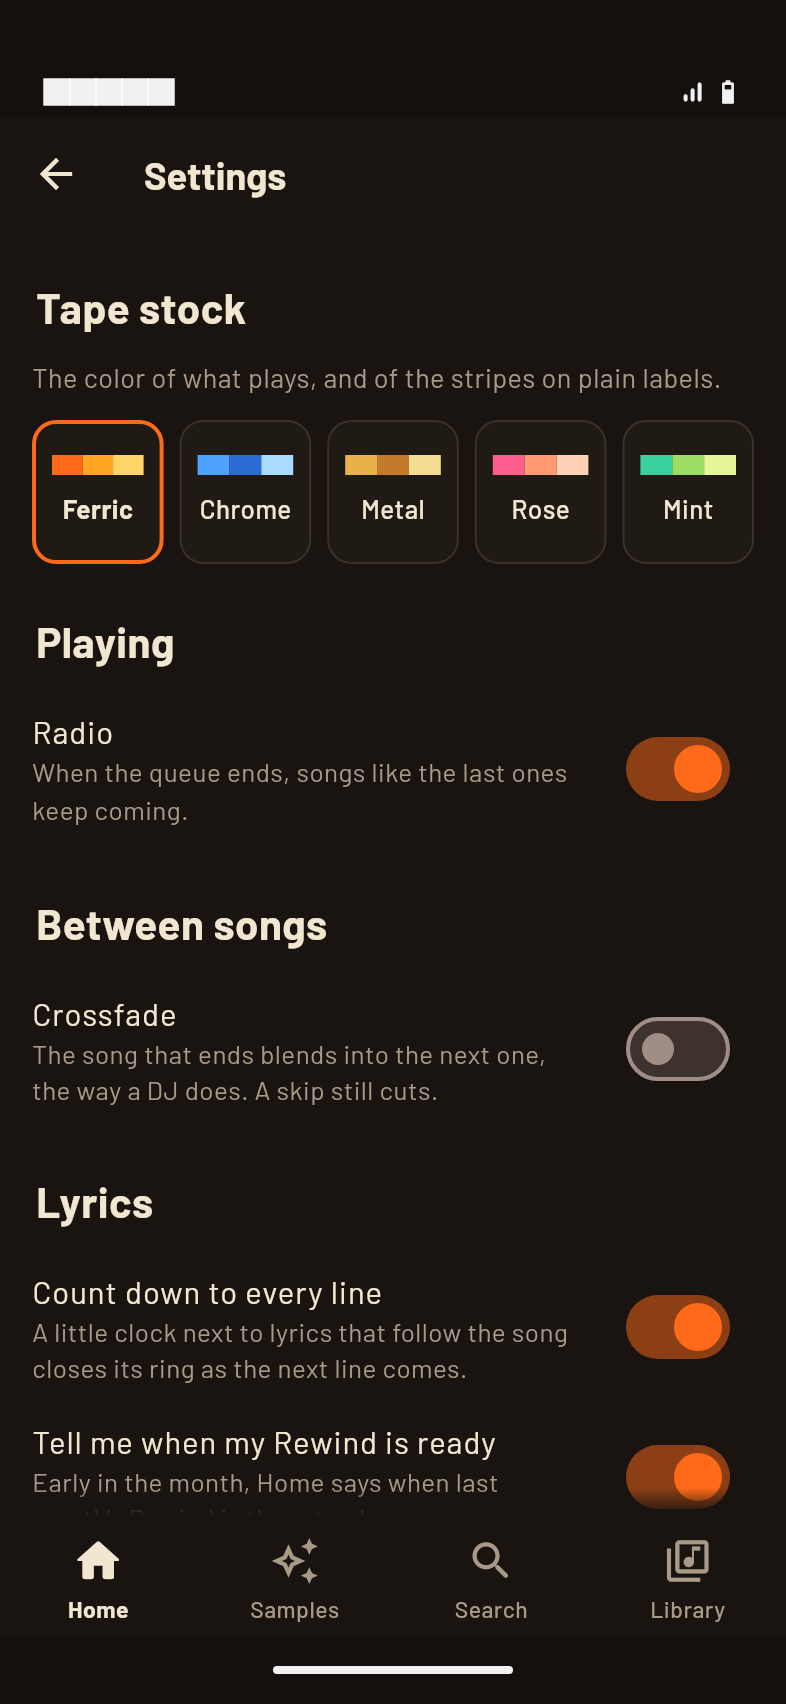 Settings
Tape stock
The color of what plays, and of the stripes on plain labels.
Ferric
Chrome
Metal
Rose
Mint
Playing
Radio
When the queue ends, songs like the last ones
keep coming.
Between songs
Crossfade
The song that ends blends into the next one,
the way a DJ does. A skip still cuts.
Lyrics
Count down to every line
A little clock next to lyrics that follow the song
closes its ring as the next line comes.
Tell me when my Rewind is ready
Early in the month, Home says when last
Home
Samples
Search
Library